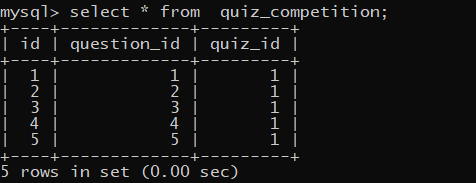 mysql> select * from  quiz_competition;
+----+-------------+---------+
| id | question_id | quiz_id |
+----+-------------+---------+
|  1 |           1 |       1 |
|  2 |           2 |       1 |
|  3 |           3 |       1 |
|  4 |           4 |       1 |
|  5 |           5 |       1 |
+----+-------------+---------+
5 rows in set (0.00 sec)